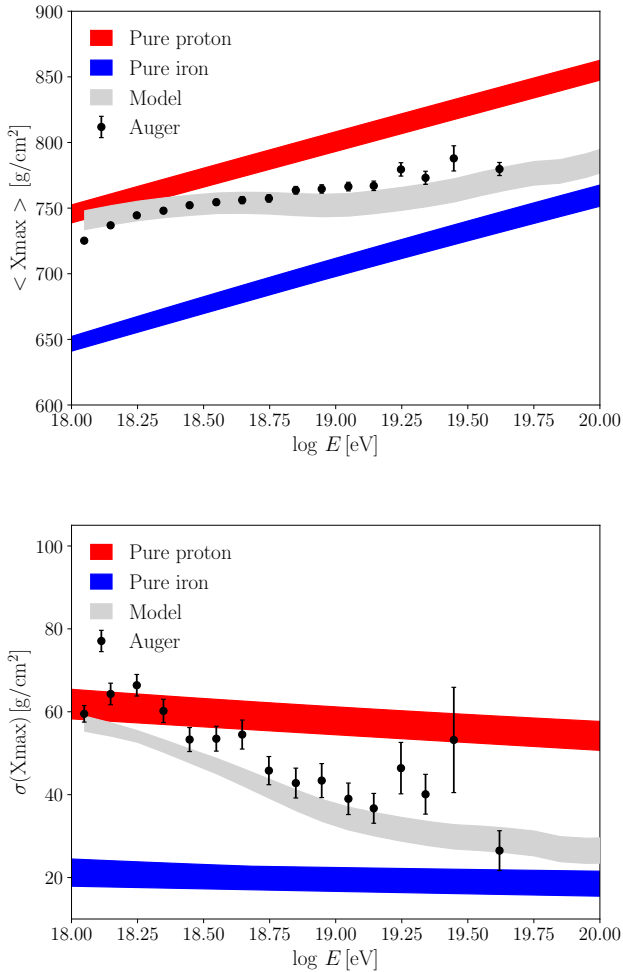 900
850
800
750
700
650
600
< Xmax > [g/cm²]
Pure proton
Pure iron
Model
Auger
18.00 18.25 18.50 18.75 19.00 19.25 19.50 19.75 20.00
log E [eV]
100
80
60
40
20
σ(Xmax) [g/cm²]
Pure proton
Pure iron
Model
Auger
18.00 18.25 18.50 18.75 19.00 19.25 19.50 19.75 20.00
log E [eV]